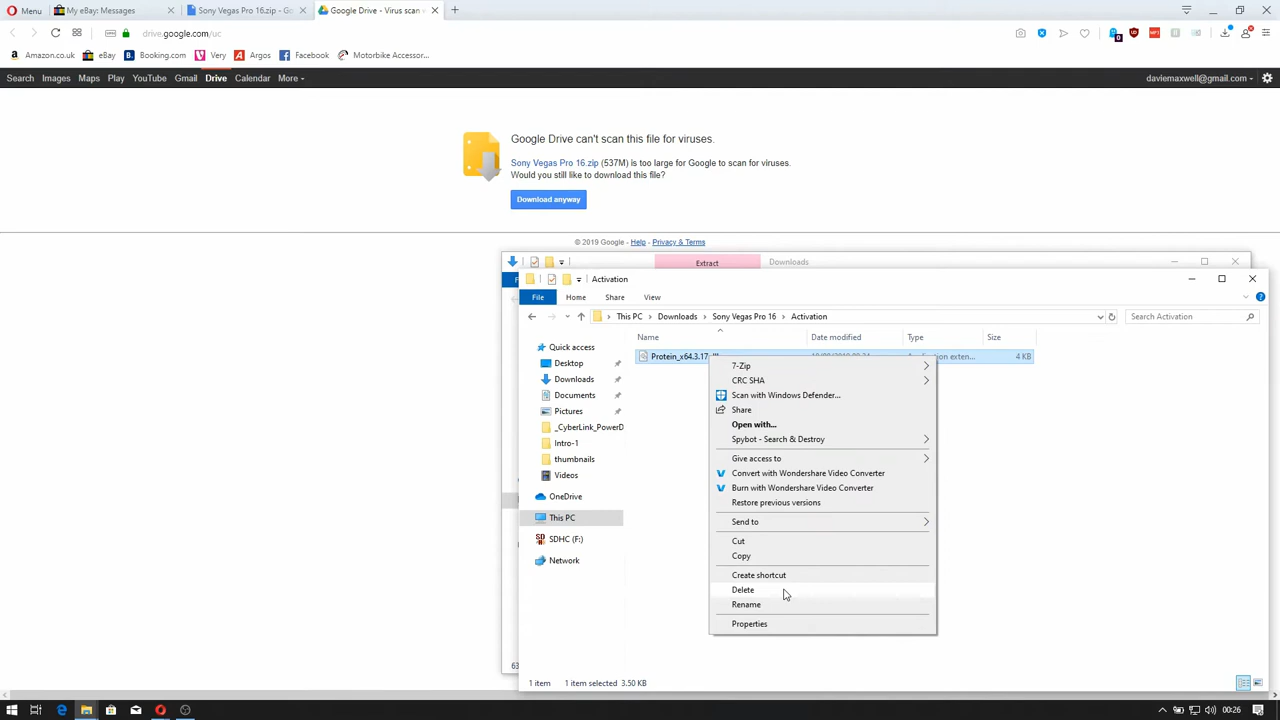 Menu
My eBay: Messages
Sony Vegas Pro 16.zip - Go
Google Drive - Virus scan
drive.google.com/uc
Amazon.co.uk eBay Booking.com Very Argos Facebook Motorbike Accessor...
Search Images Maps Play YouTube Gmail Drive Calendar More
daviemaxwell@gmail.com
Google Drive can't scan this file for viruses.
Sony Vegas Pro 16.zip (537M) is too large for Google to scan for viruses.
Would you still like to download this file?
Download anyway
© 2019 Google - Help - Privacy & Terms
Extract Downloads
Activation
File Home Share View
This PC Downloads Sony Vegas Pro 16 Activation
Search Activation
Name Date modified Type Size
Protein_x64.3.17 Application exten... 4 KB
Quick access
Desktop
Downloads
Documents
Pictures
_CyberLink_PowerD
Intro-1
thumbnails
Videos
OneDrive
This PC
SDHC (F:)
Network
7-Zip
CRC SHA
Scan with Windows Defender...
Share
Open with...
Spybot - Search & Destroy
Give access to
Convert with Wondershare Video Converter
Burn with Wondershare Video Converter
Restore previous versions
Send to
Cut
Copy
Create shortcut
Delete
Rename
Properties
63
1 item 1 item selected 3.50 KB
00:26